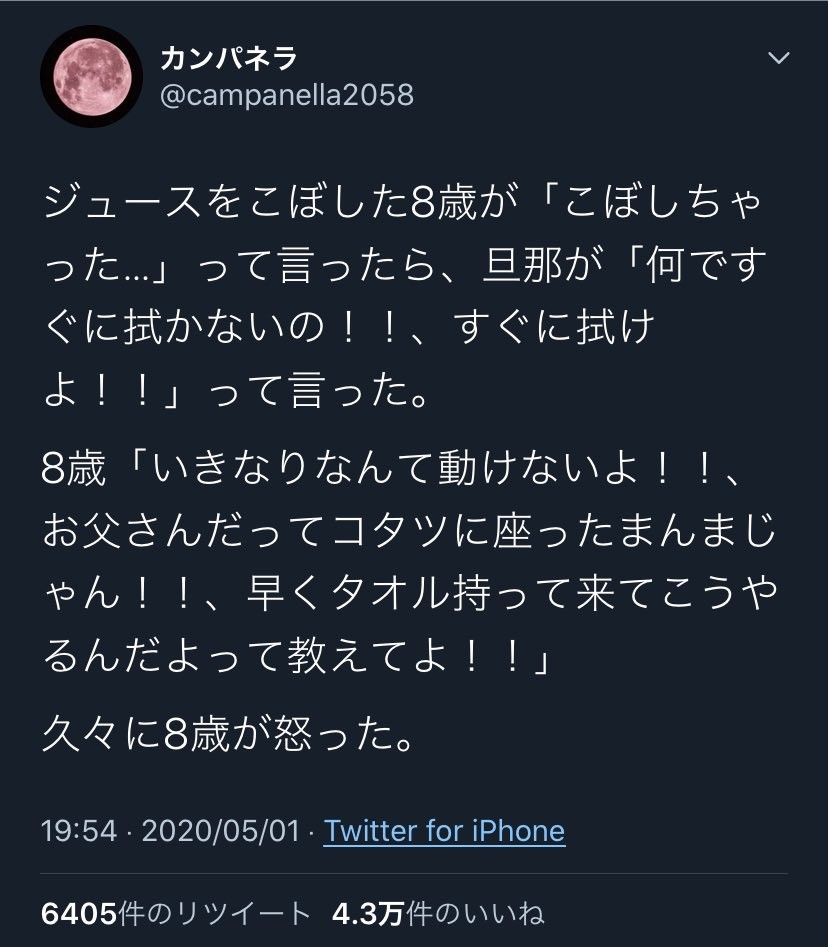 カンパネラ
@campanella2058
ジュースをこぼした8歳が「こぼしちゃ
った...」って言ったら、旦那が「何です
ぐに拭かないの！！、すぐに拭け
よ！！」って言った。
8歳「いきなりなんて動けないよ！！、
お父さんだってコタツに座ったまんまじ
ゃん！！、早くタオル持って来てこうや
るんだよって教えてよ！！」
久々に8歳が怒った。
19:54 · 2020/05/01 · Twitter for iPhone
6405件のリツイート 4.3万件のいいね